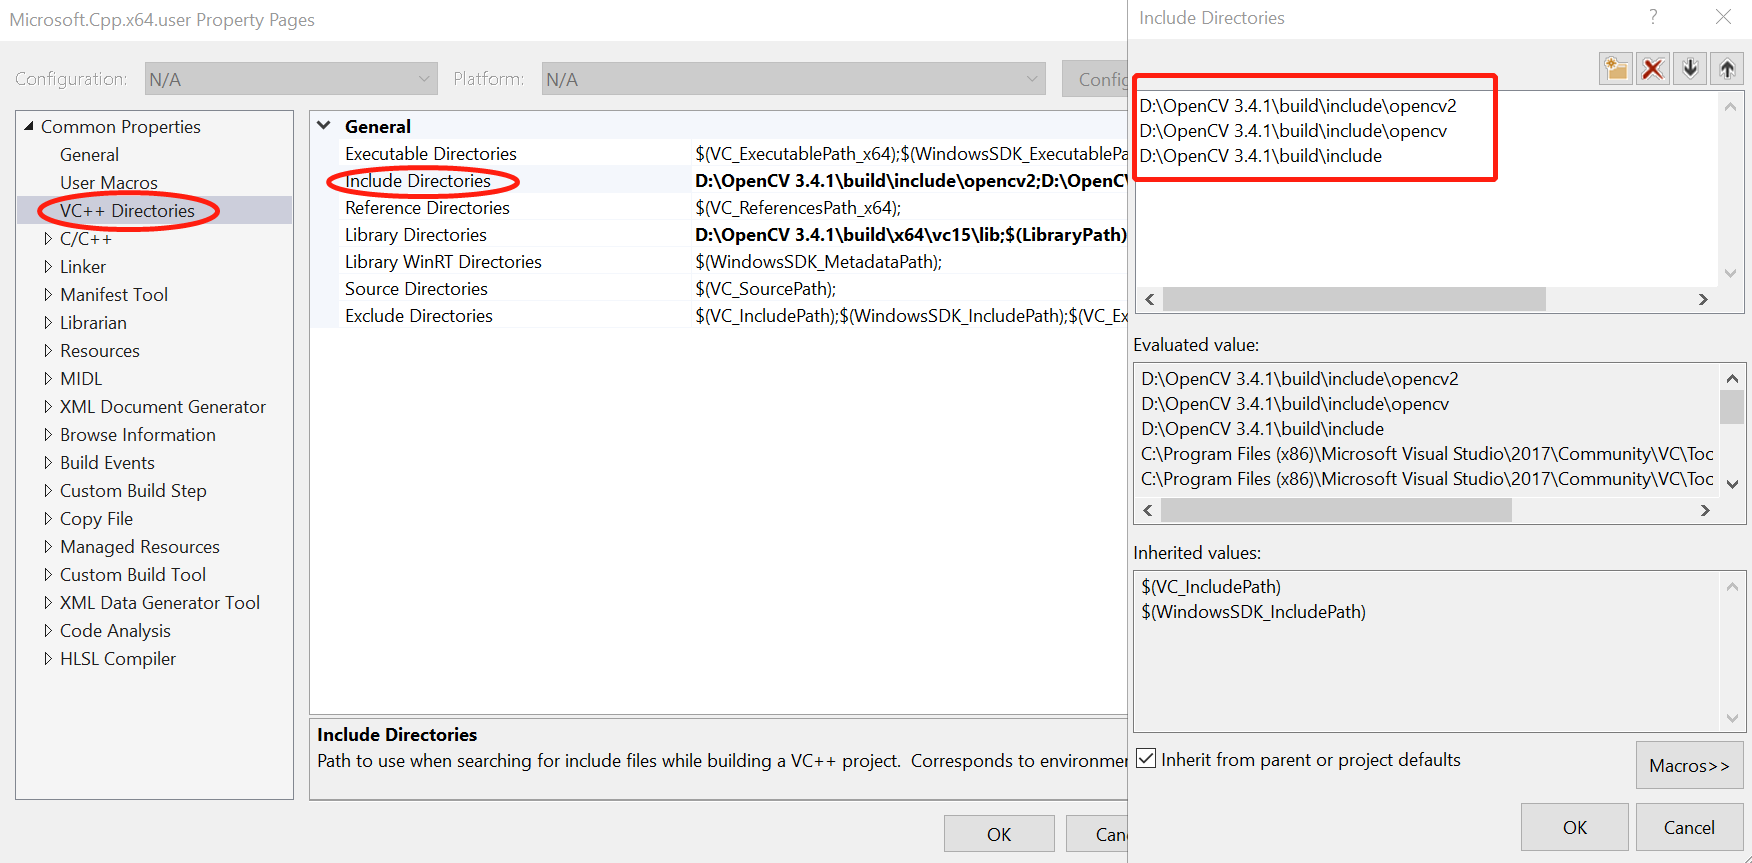 Microsoft.Cpp.x64.user Property Pages
Configuration: N/A Platform: N/A Config
Common Properties
General
User Macros
VC++ Directories
C/C++
Linker
Manifest Tool
Librarian
Resources
MIDL
XML Document Generator
Browse Information
Build Events
Custom Build Step
Copy File
Managed Resources
Custom Build Tool
XML Data Generator Tool
Code Analysis
HLSL Compiler
General
Executable Directories $(VC_ExecutablePath_x64);$(WindowsSDK_ExecutablePa
Include Directories D:\OpenCV 3.4.1\build\include\opencv2;D:\OpenCV
Reference Directories $(VC_ReferencesPath_x64);
Library Directories D:\OpenCV 3.4.1\build\x64\vc15\lib;$(LibraryPath)
Library WinRT Directories $(WindowsSDK_MetadataPath);
Source Directories $(VC_SourcePath);
Exclude Directories $(VC_IncludePath);$(WindowsSDK_IncludePath);$(VC_Ex
Include Directories
Path to use when searching for include files while building a VC++ project. Corresponds to environme
OK Can
Include Directories ?
D:\OpenCV 3.4.1\build\include\opencv2
D:\OpenCV 3.4.1\build\include\opencv
D:\OpenCV 3.4.1\build\include
Evaluated value:
D:\OpenCV 3.4.1\build\include\opencv2
D:\OpenCV 3.4.1\build\include\opencv
D:\OpenCV 3.4.1\build\include
C:\Program Files (x86)\Microsoft Visual Studio\2017\Community\VC\Toc
C:\Program Files (x86)\Microsoft Visual Studio\2017\Community\VC\Toc
Inherited values:
$(VC_IncludePath)
$(WindowsSDK_IncludePath)
Inherit from parent or project defaults
Macros>>
OK Cancel